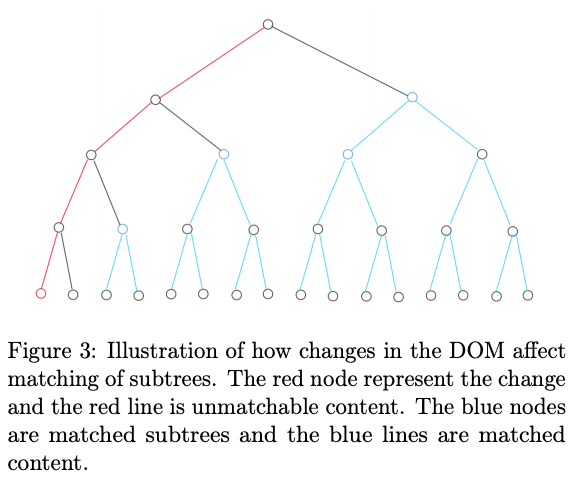 Figure 3: Illustration of how changes in the DOM affect
matching of subtrees. The red node represent the change
and the red line is unmatchable content. The blue nodes
are matched subtrees and the blue lines are matched
content.